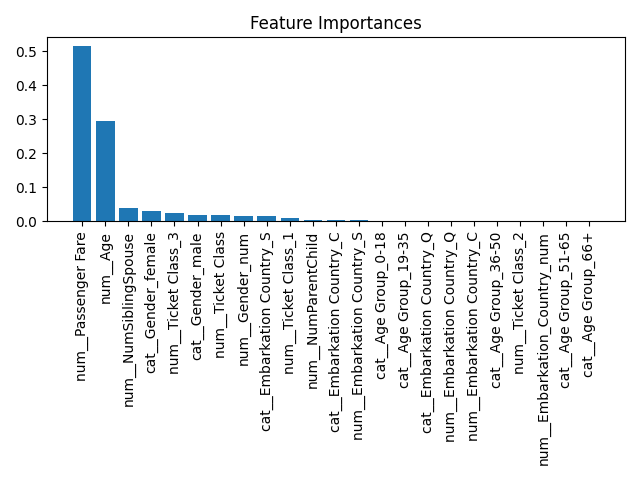 Feature Importances
0.5
0.4
0.3
0.2
0.1
0.0
num__Passenger Fare
num__Age
num__NumSiblingSpouse
cat__Gender_female
num__Ticket Class_3
cat__Gender_male
num__Ticket Class
num__Gender_num
cat__Embarkation Country_S
num__Ticket Class_1
num__NumParentChild
cat__Embarkation Country_C
num__Embarkation Country_S
cat__Age Group_0-18
cat__Age Group_19-35
cat__Embarkation Country_Q
num__Embarkation Country_Q
num__Embarkation Country_C
cat__Age Group_36-50
num__Ticket Class_2
num__Embarkation_Country_num
cat__Age Group_51-65
cat__Age Group_66+